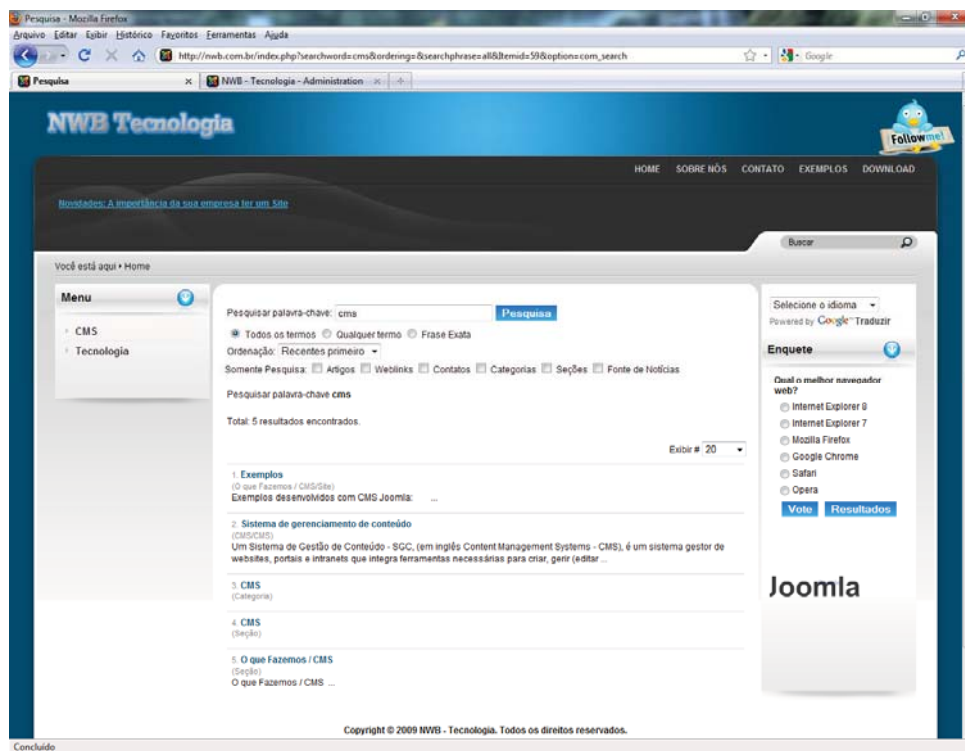 Pesquisa - Mozilla Firefox
Arquivo Editar Exibir Histórico Favoritos Ferramentas Ajuda
http://nwb.com.br/index.php?searchword=cms&ordering=&searchphrase=all&Itemid=59&option=com_search
Google
Pesquisa
NWB - Tecnologia - Administration
NWB Tecnologia
Followme!
HOME SOBRE NÓS CONTATO EXEMPLOS DOWNLOAD
Novidades: A importância da sua empresa ter um Site
Buscar
Você está aqui Home
Menu
CMS
Tecnologia
Pesquisar palavra-chave: cms Pesquisa
Todos os termos Qualquer termo Frase Exata
Ordenação: Recentes primeiro
Somente Pesquisa: Artigos Weblinks Contatos Categorias Seções Fonte de Notícias
Pesquisar palavra-chave cms
Total: 5 resultados encontrados.
Exibir # 20
1. Exemplos
(O que Fazemos / CMS/Site)
Exemplos desenvolvidos com CMS Joomla: ...
2. Sistema de gerenciamento de conteúdo
(CMS/CMS)
Um Sistema de Gestão de Conteúdo - SGC, (em inglês Content Management Systems - CMS), é um sistema gestor de
websites, portais e intranets que integra ferramentas necessárias para criar, gerir (editar ...
3. CMS
(Categoria)
4. CMS
(Seção)
5. O que Fazemos / CMS
(Seção)
O que Fazemos / CMS ...
Selecione o idioma
Powered by Google Traduzir
Enquete
Qual o melhor navegador
web?
Internet Explorer 8
Internet Explorer 7
Mozilla Firefox
Google Chrome
Safari
Opera
Vote Resultados
Joomla
Copyright © 2009 NWB - Tecnologia. Todos os direitos reservados.
Concluído